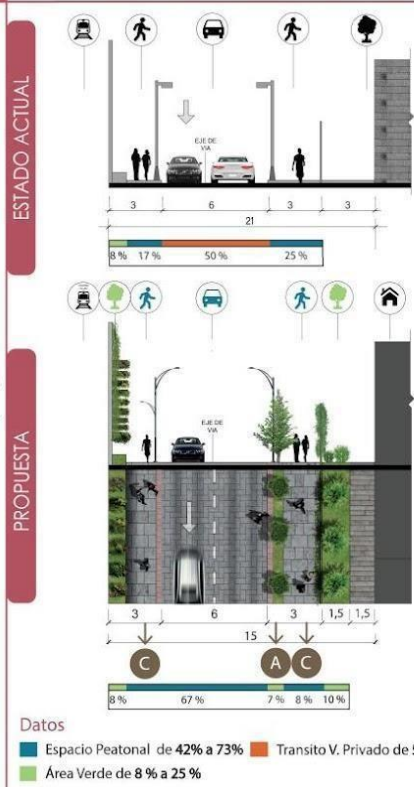 ESTADO ACTUAL
EJE DE
VIA
3 6 3 3
21
8% 17 % 50 % 25 %
PROPUESTA
EJE DE
VIA
3 6 3 1,5 1,5
15
C A C
8% 67 % 7% 8% 10%
Datos
Espacio Peatonal de 42% a 73% Transito V. Privado de 5
Área Verde de 8 % a 25 %